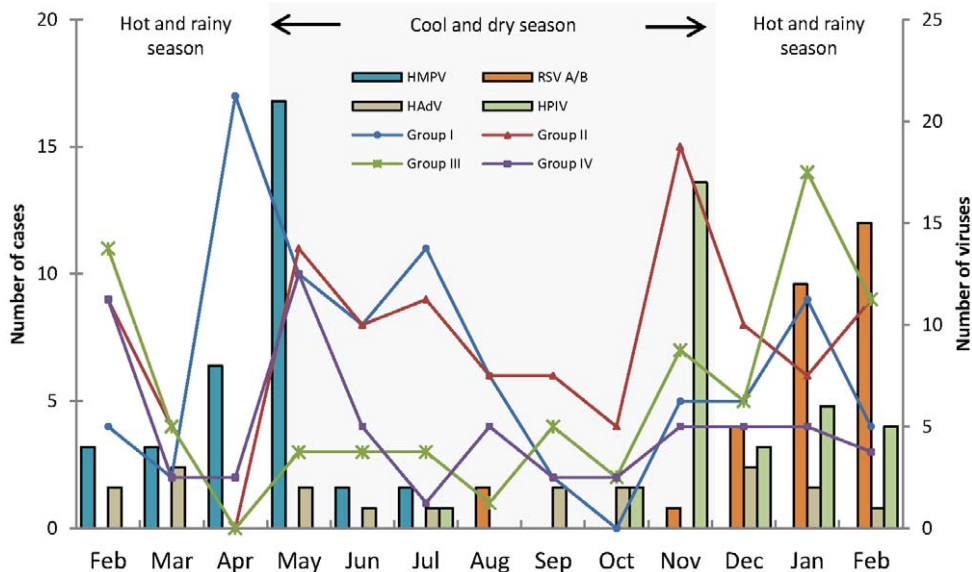 Hot and rainy
season
Cool and dry season
Hot and rainy
season
HMPV
RSV A/B
HAdV
HPIV
Group I
Group II
Group III
Group IV
Number of cases
20
15
10
5
0
Number of viruses
25
20
15
10
5
0
Feb Mar Apr May Jun Jul Aug Sep Oct Nov Dec Jan Feb